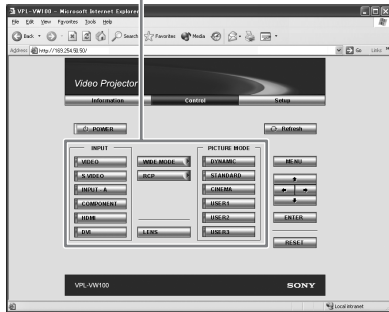 VPL-VW100 - Microsoft Internet Explorer
File Edit View Favorites Tools Help
Back Search Favorites Media
Address http://169.254.50.50/ Go Links
Video Projector
Information Control Setup
POWER Refresh
INPUT PICTURE MODE
VIDEO WIDE MODE DYNAMIC MENU
S VIDEO RCP STANDARD
INPUT - A CINEMA
COMPONENT USER1
HDMI USER2 ENTER
DVI LENS USER3
RESET
VPL-VW100 SONY
Local intranet